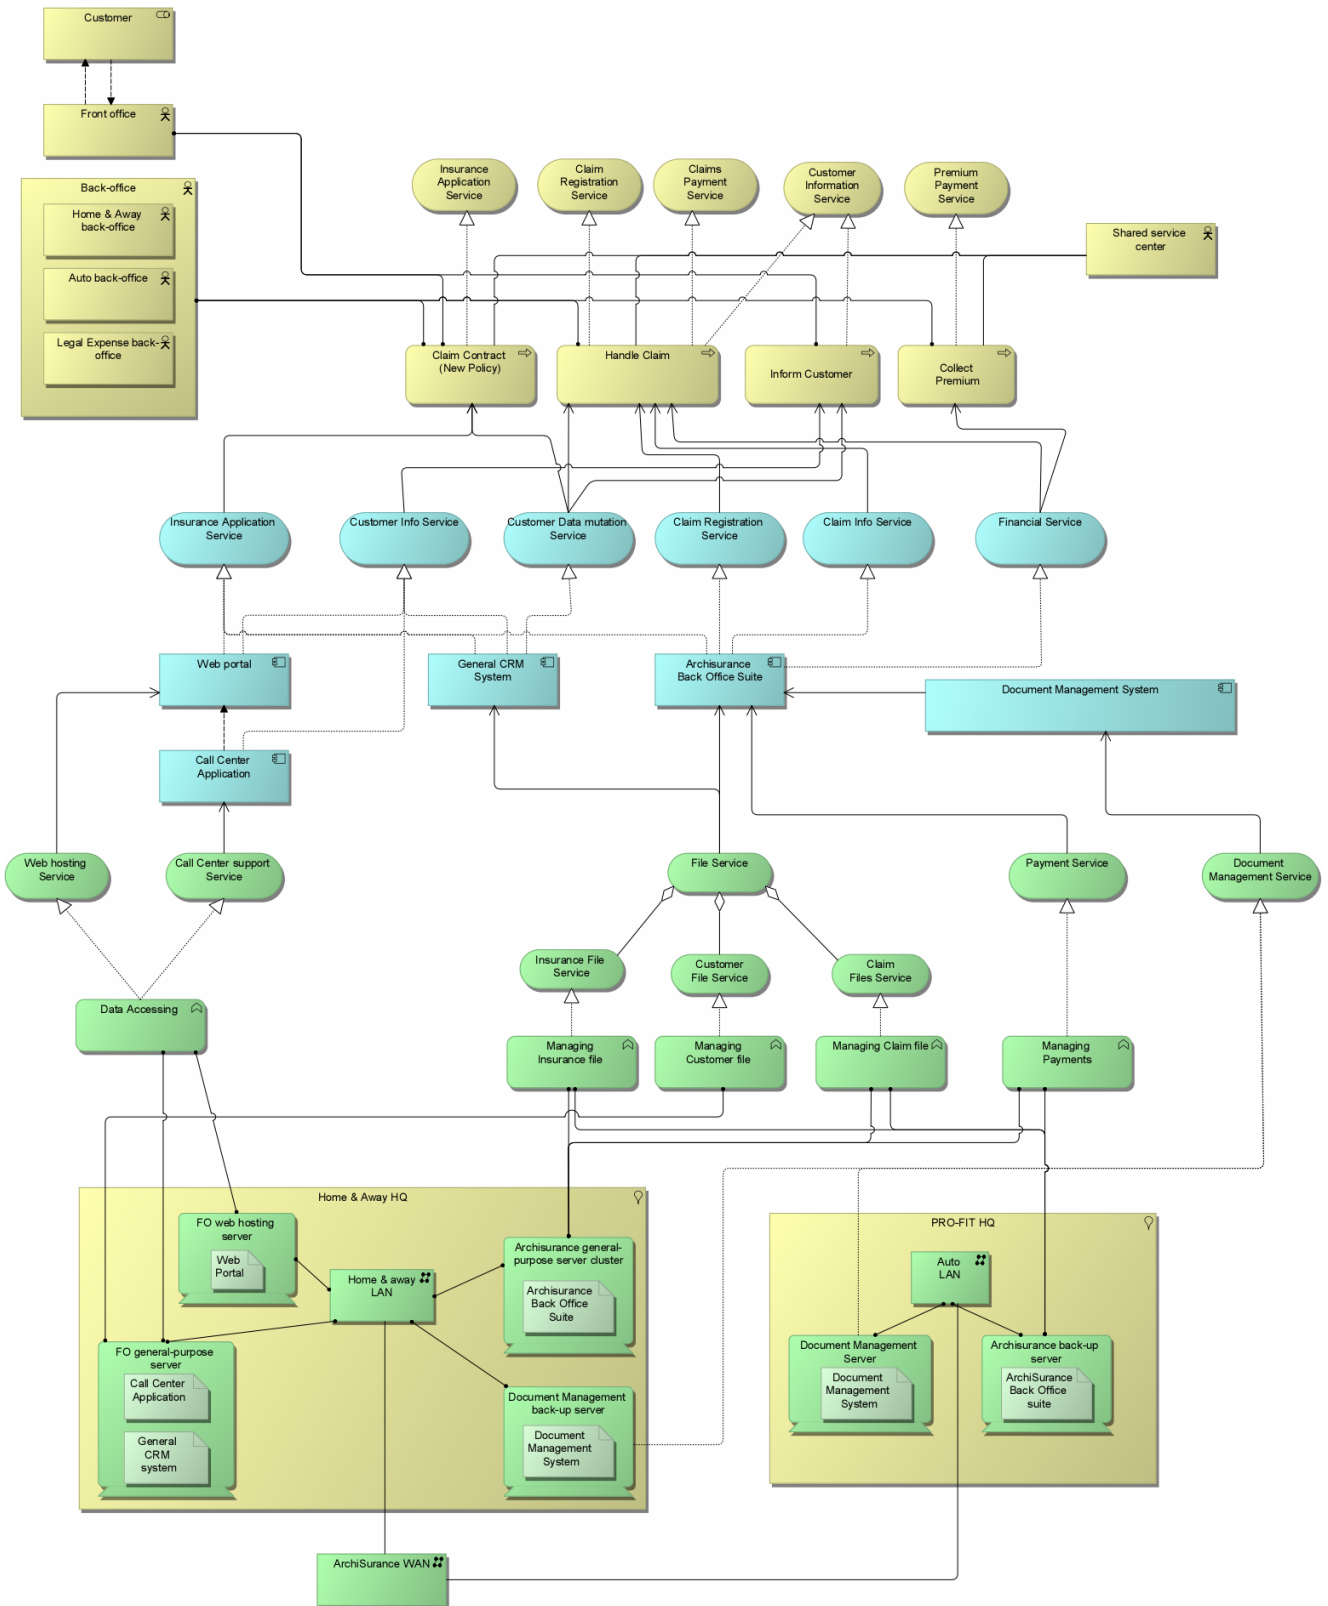 Customer
Front office
Back-office
Home & Away
back-office
Auto back-office
Legal Expense back-
office
Insurance
Application
Service
Claim
Registration
Service
Claims
Payment
Service
Customer
Information
Service
Premium
Payment
Service
Shared service
center
Claim Contract
(New Policy)
Handle Claim
Inform Customer
Collect
Premium
Insurance Application
Service
Customer Info Service
Customer Data mutation
Service
Claim Registration
Service
Claim Info Service
Financial Service
Web portal
General CRM
System
Archisurance
Back Office Suite
Document Management System
Call Center
Application
Web hosting
Service
Call Center support
Service
File Service
Payment Service
Document
Management Service
Insurance File
Service
Customer
File Service
Claim
Files Service
Data Accessing
Managing
Insurance file
Managing
Customer file
Managing Claim file
Managing
Payments
Home & Away HQ
FO web hosting
server
Web
Portal
Home & away
LAN
Archisurance general-
purpose server cluster
Archisurance
Back Office
Suite
FO general-purpose
server
Call Center
Application
General
CRM
system
Document Management
back-up server
Document
Management
System
PRO-FIT HQ
Auto
LAN
Document Management
Server
Document
Management
System
Archisurance back-up
server
ArchiSurance
Back Office
suite
ArchiSurance WAN